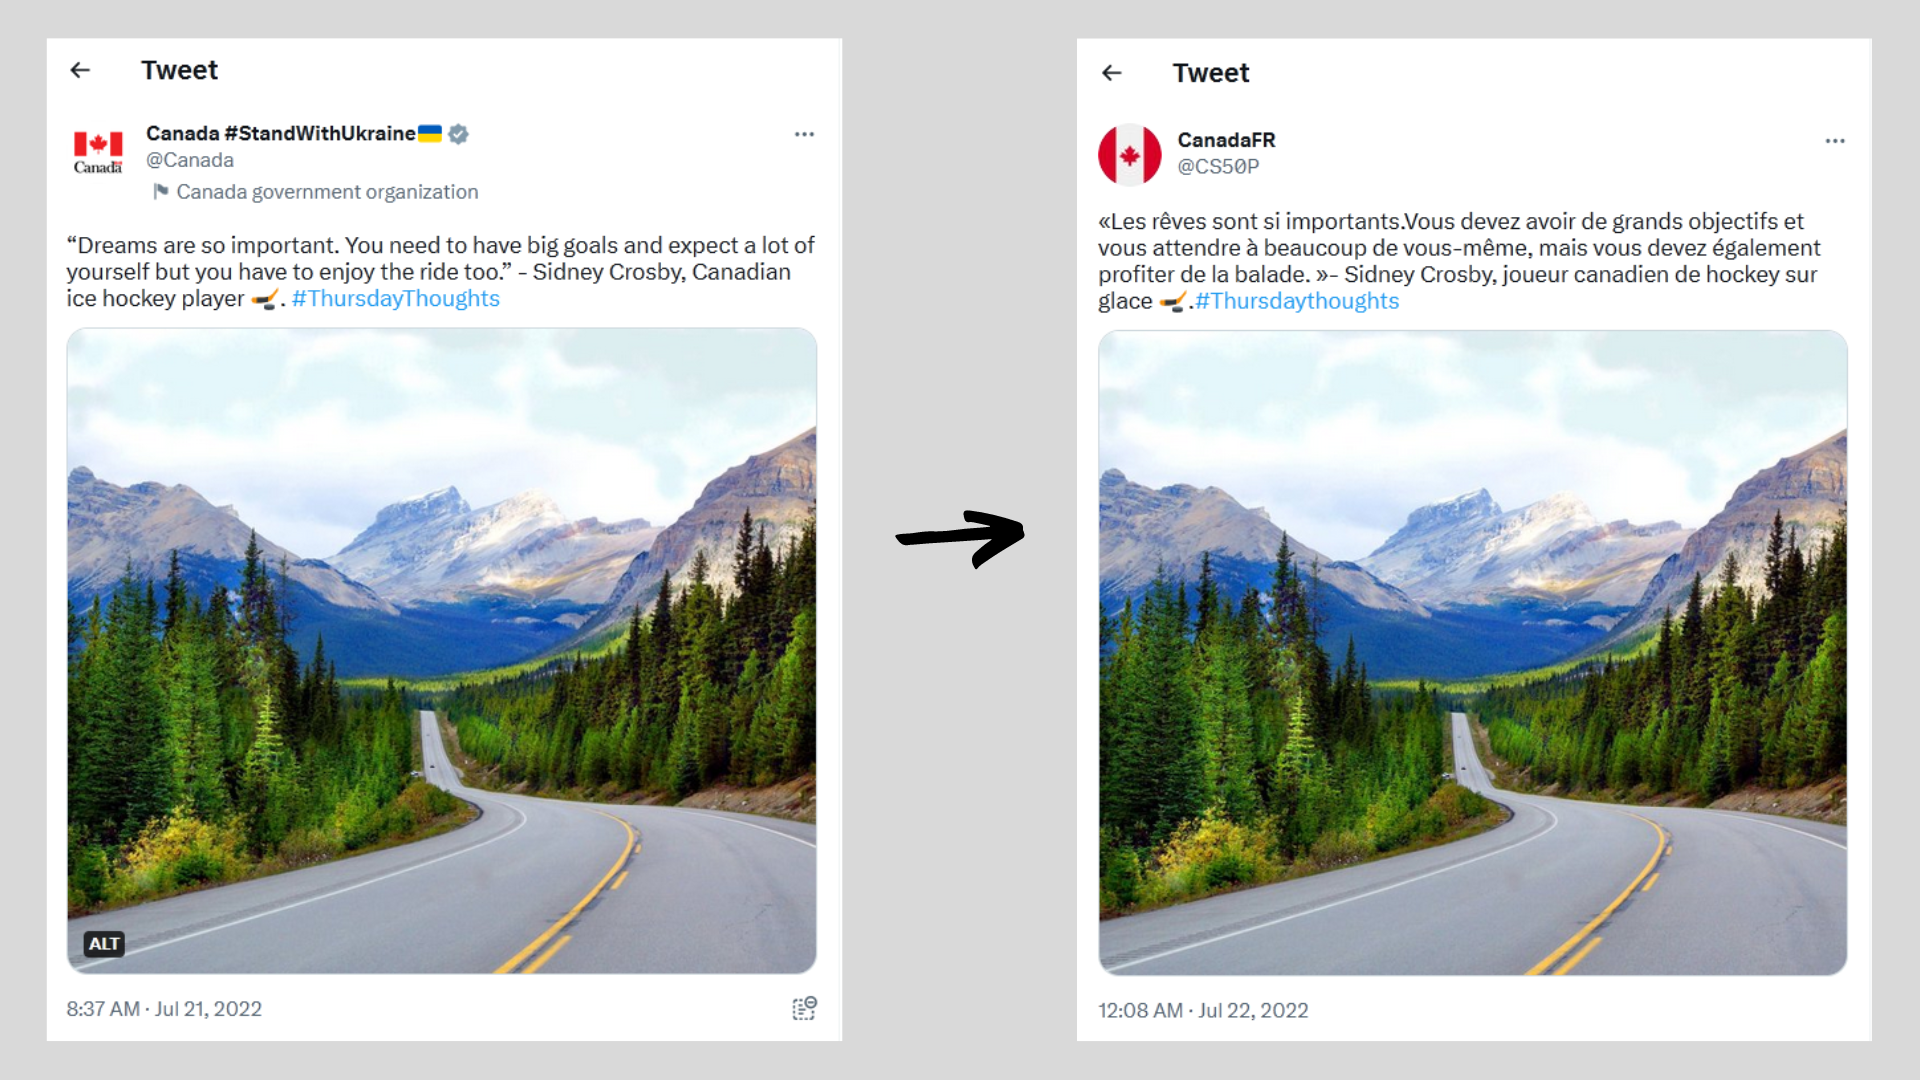 Tweet
Canada #StandWithUkraine🇺🇦
Canada
@Canada
Canada government organization
“Dreams are so important. You need to have big goals and expect a lot of
yourself but you have to enjoy the ride too.” - Sidney Crosby, Canadian
ice hockey player 🏒. #ThursdayThoughts
ALT
8:37 AM · Jul 21, 2022
Tweet
CanadaFR
@CS50P
«Les rêves sont si importants.Vous devez avoir de grands objectifs et
vous attendre à beaucoup de vous-même, mais vous devez également
profiter de la balade. »- Sidney Crosby, joueur canadien de hockey sur
glace 🏒.#Thursdaythoughts
12:08 AM · Jul 22, 2022